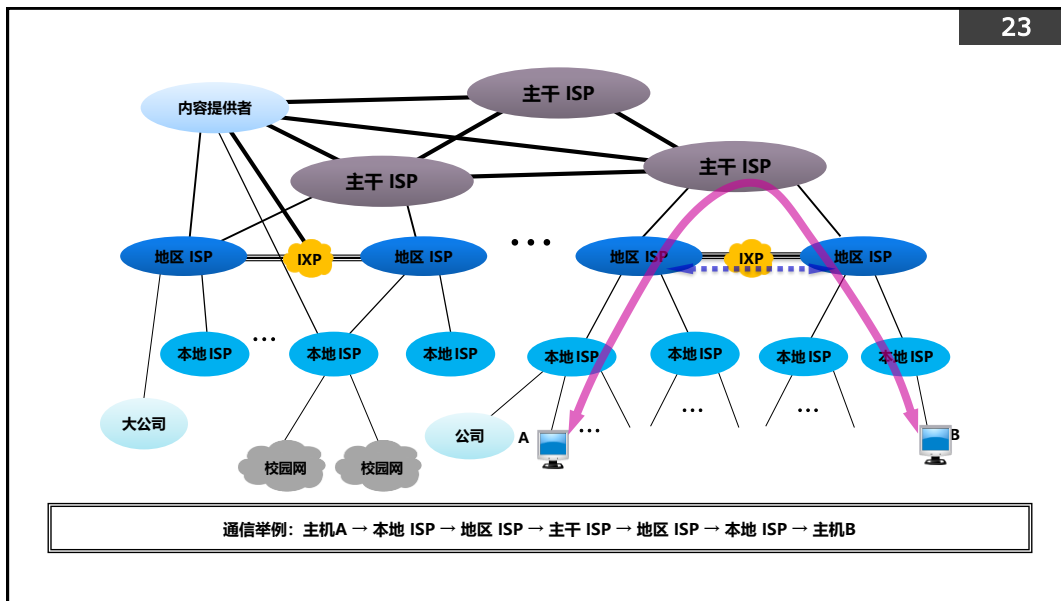 23
主干 ISP
内容提供者
主干 ISP
主干 ISP
• • •
地区 ISP
IXP
地区 ISP
地区 ISP
IXP
地区 ISP
本地 ISP
• • •
本地 ISP
本地 ISP
本地 ISP
本地 ISP
本地 ISP
本地 ISP
• • •
• • •
大公司
公司
A
• • •
B
校园网
校园网
通信举例：主机A → 本地 ISP → 地区 ISP → 主干 ISP → 地区 ISP → 本地 ISP → 主机B